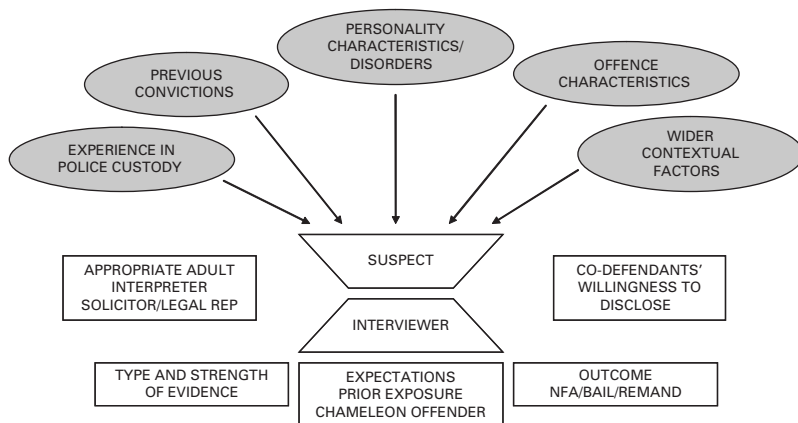 PERSONALITY
CHARACTERISTICS/
DISORDERS
PREVIOUS
CONVICTIONS
OFFENCE
CHARACTERISTICS
EXPERIENCE IN
POLICE CUSTODY
WIDER
CONTEXTUAL
FACTORS
SUSPECT
APPROPRIATE ADULT
INTERPRETER
SOLICITOR/LEGAL REP
CO-DEFENDANTS'
WILLINGNESS TO
DISCLOSE
INTERVIEWER
TYPE AND STRENGTH
OF EVIDENCE
EXPECTATIONS
PRIOR EXPOSURE
CHAMELEON OFFENDER
OUTCOME
NFA/BAIL/REMAND